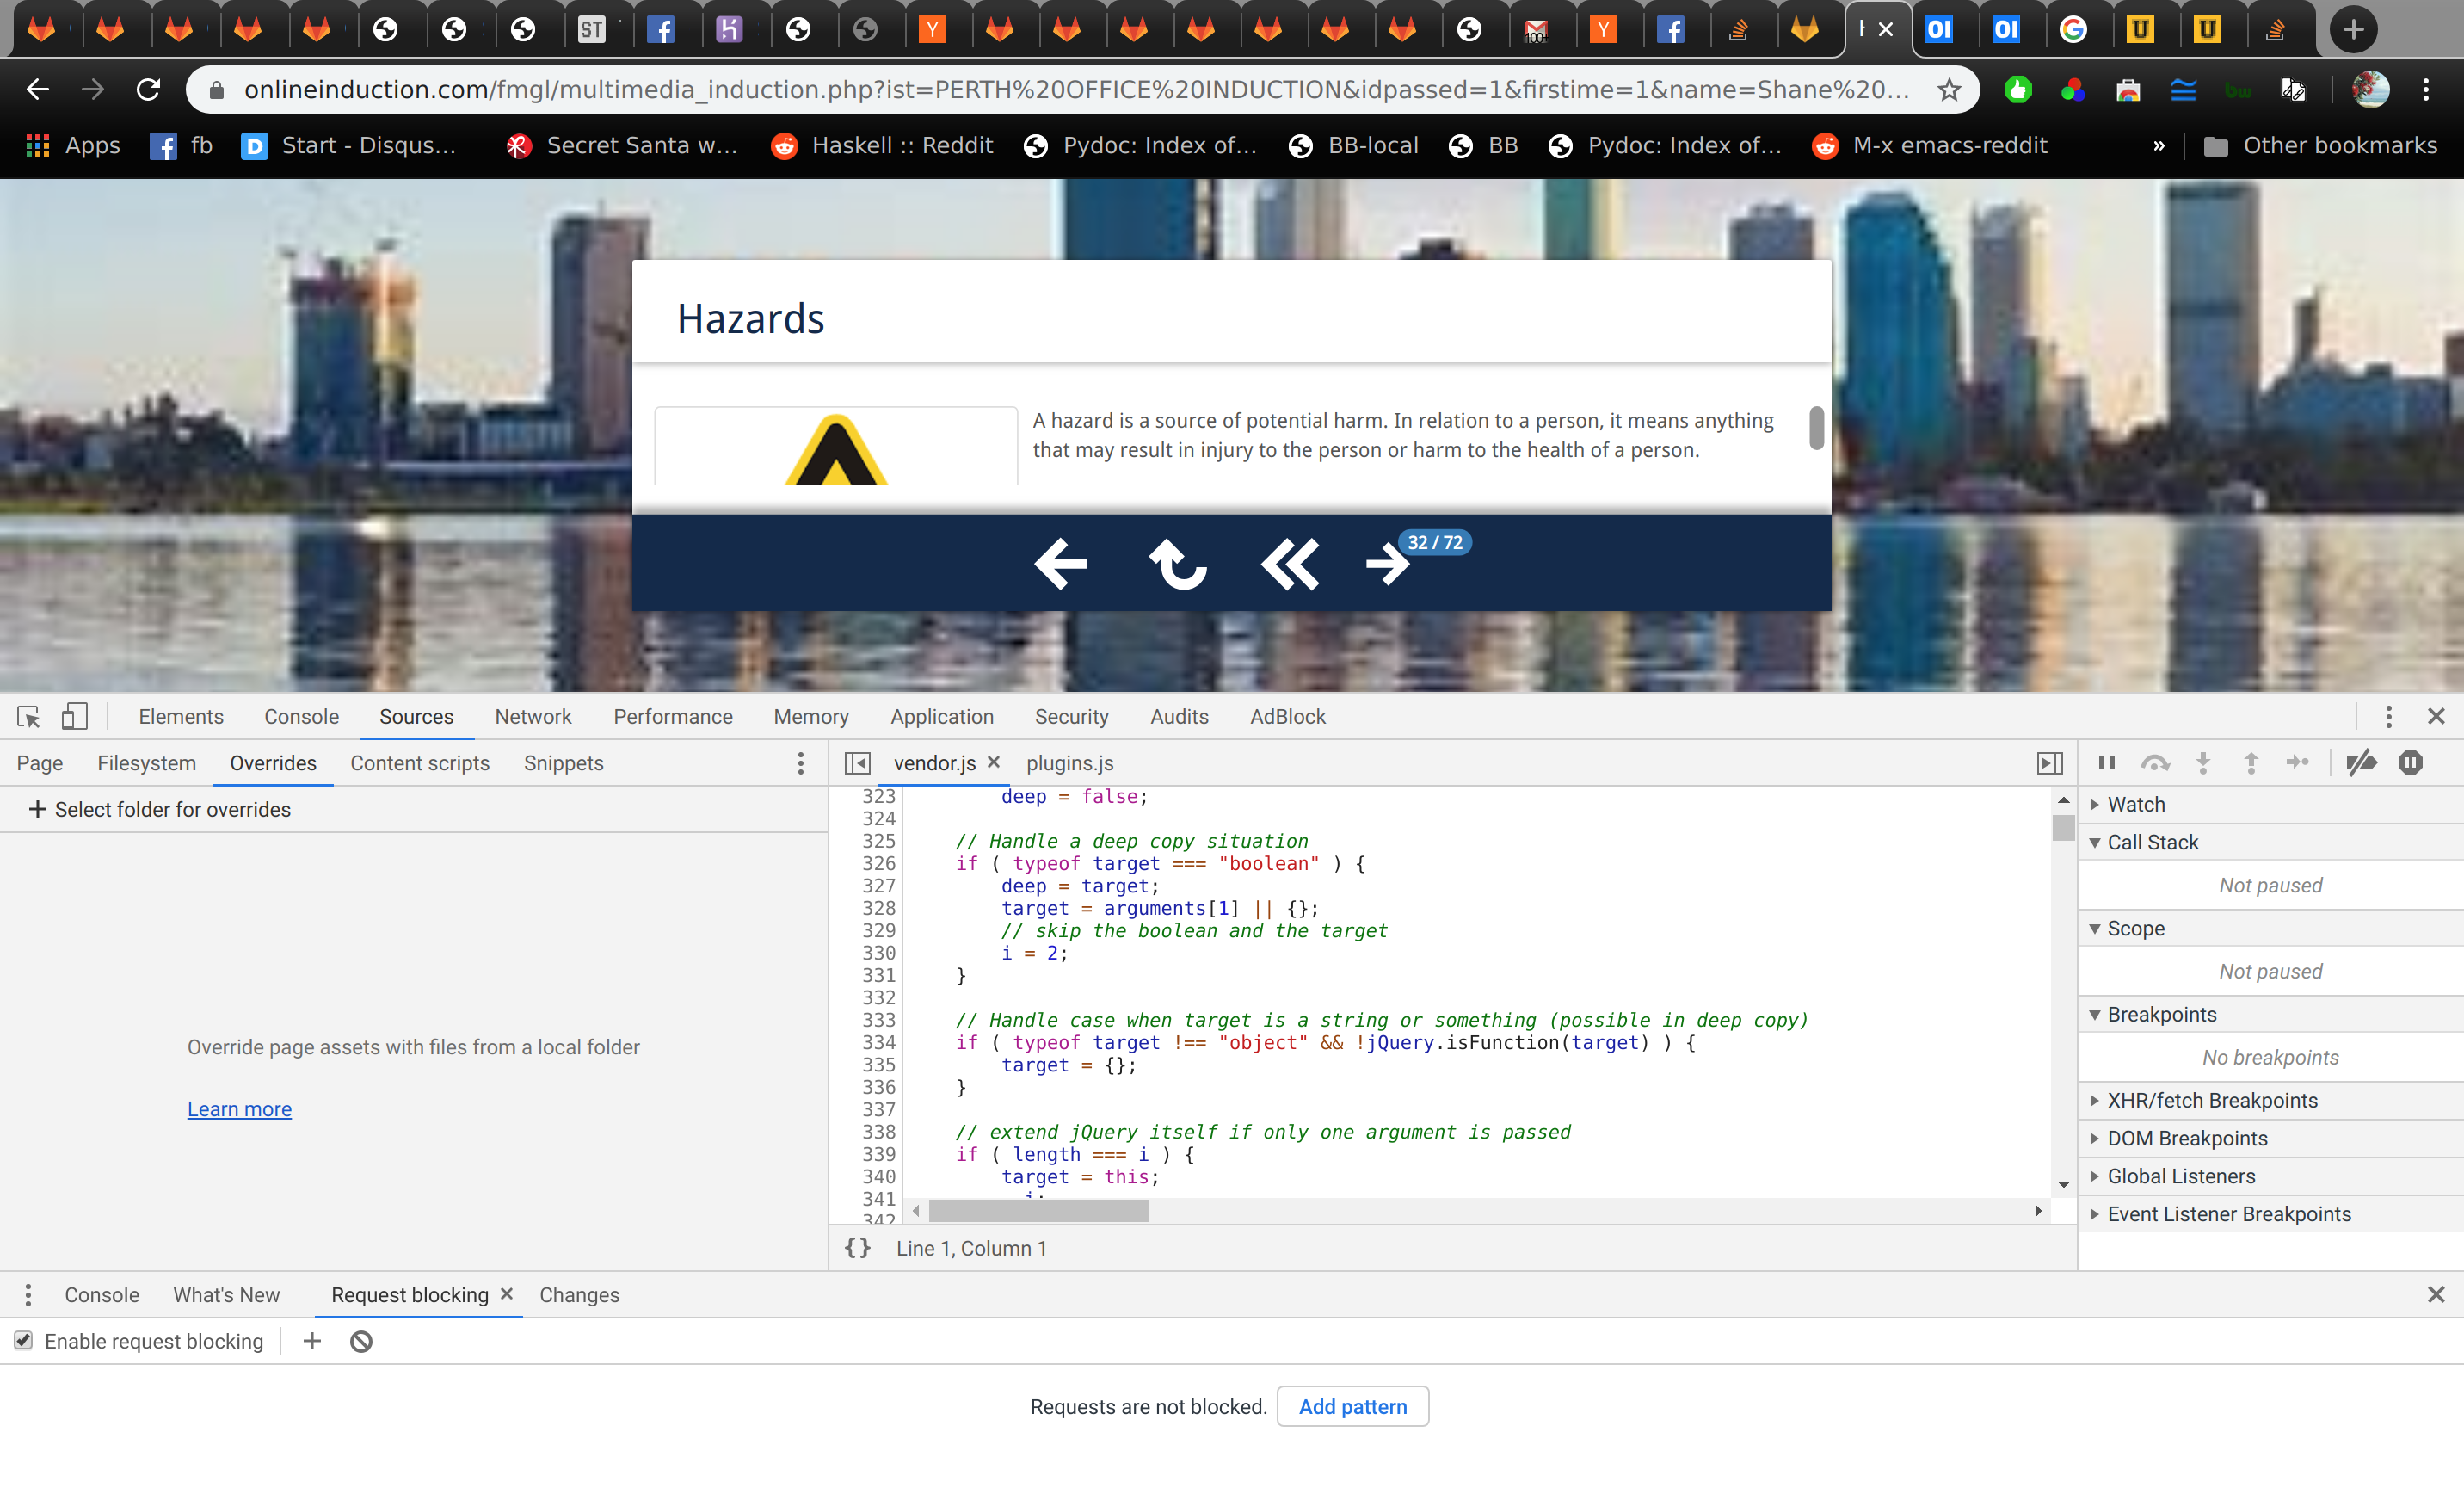 ST
Y
100+
Y
OI
OI
G
U
U
onlineinduction.com/fmgl/multimedia_induction.php?ist=PERTH%20OFFICE%20INDUCTION&idpassed=1&firstime=1&name=Shane%20...
bw
Apps fb Start - Disqus... Secret Santa w... Haskell :: Reddit Pydoc: Index of... BB-local BB Pydoc: Index of... M-x emacs-reddit » Other bookmarks
Hazards
A hazard is a source of potential harm. In relation to a person, it means anything
that may result in injury to the person or harm to the health of a person.
32 / 72
Elements Console Sources Network Performance Memory Application Security Audits AdBlock
Page Filesystem Overrides Content scripts Snippets
vendor.js × plugins.js
+ Select folder for overrides
Override page assets with files from a local folder
Learn more
323 deep = false;
324
325 // Handle a deep copy situation
326 if ( typeof target === "boolean" ) {
327 deep = target;
328 target = arguments[1] || {};
329 // skip the boolean and the target
330 i = 2;
331 }
332
333 // Handle case when target is a string or something (possible in deep copy)
334 if ( typeof target !== "object" && !jQuery.isFunction(target) ) {
335 target = {};
336 }
337
338 // extend jQuery itself if only one argument is passed
339 if ( length === i ) {
340 target = this;
341
342
{} Line 1, Column 1
Watch
Call Stack
Not paused
Scope
Not paused
Breakpoints
No breakpoints
XHR/fetch Breakpoints
DOM Breakpoints
Global Listeners
Event Listener Breakpoints
Console What's New Request blocking × Changes
Enable request blocking
Requests are not blocked. Add pattern